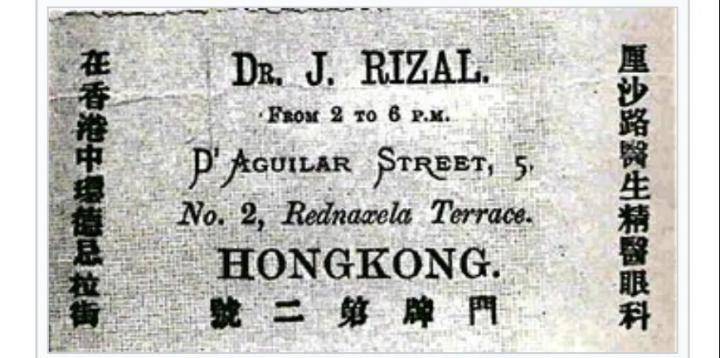 厘沙路醫生精醫眼科
DR. J. RIZAL.
FROM 2 TO 6 P.M.
D'AGUILAR STREET, 5,
No. 2, Rednaxela Terrace.
HONGKONG.
門牌第二號
在香港中環德忌拉街